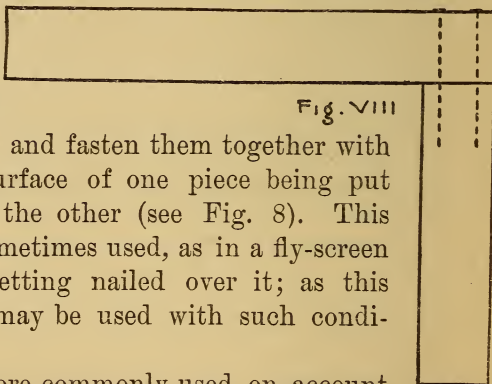 Fig. VIII
and fasten them together with
urface of one piece being put
the other (see Fig. 8). This
metimes used, as in a fly-screen
etting nailed over it; as this
may be used with such condi-
ore commonly used on account